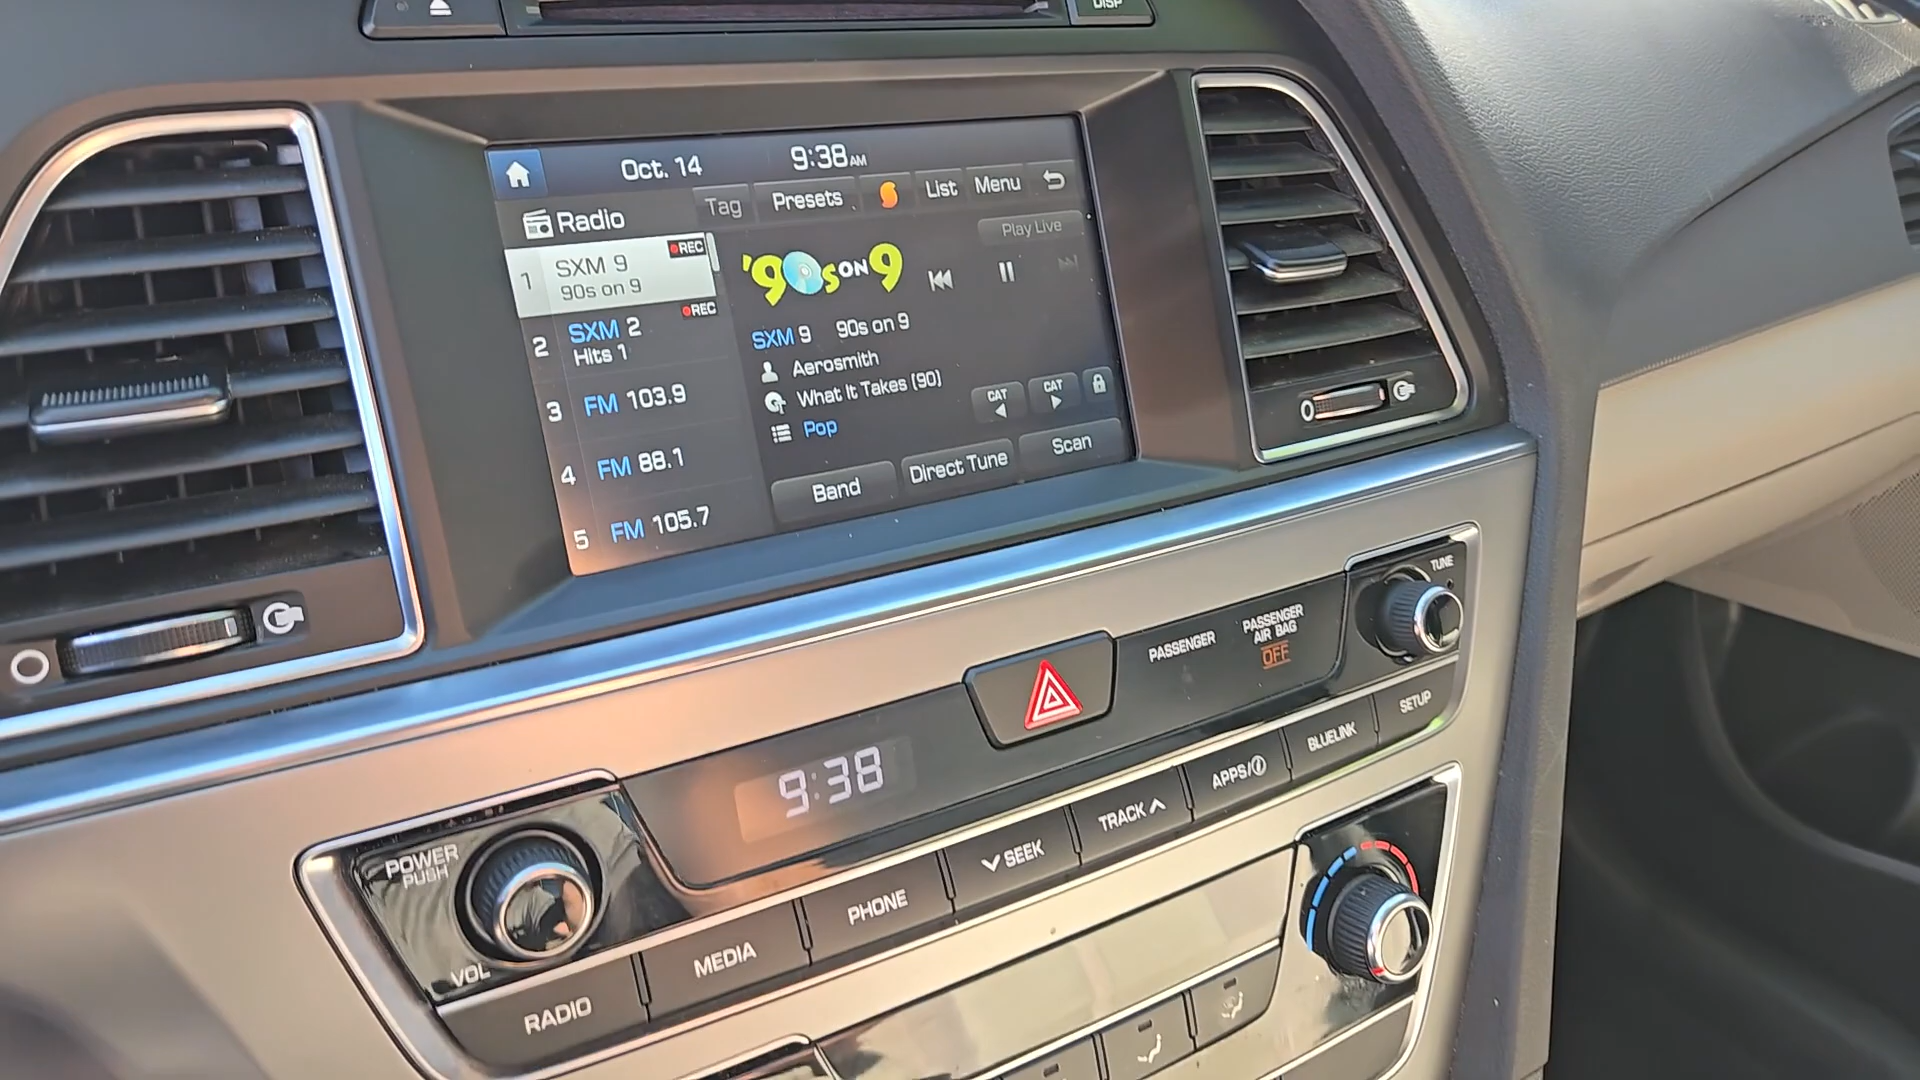 DISP
Oct. 14
9:38 AM
Radio
Tag
Presets
List
Menu
Play Live
1
SXM 9
90s on 9
REC
2
SXM 2
Hits 1
REC
3
FM 103.9
4
FM 88.1
5
FM 105.7
'90s ON 9
SXM 9 90s on 9
Aerosmith
What It Takes (90)
Pop
CAT
CAT
Band
Direct Tune
Scan
TUNE
PASSENGER
PASSENGER
AIR BAG
OFF
9:38
POWER
PUSH
VOL
RADIO
MEDIA
PHONE
SEEK
TRACK
APPS/i
BLUELINK
SETUP